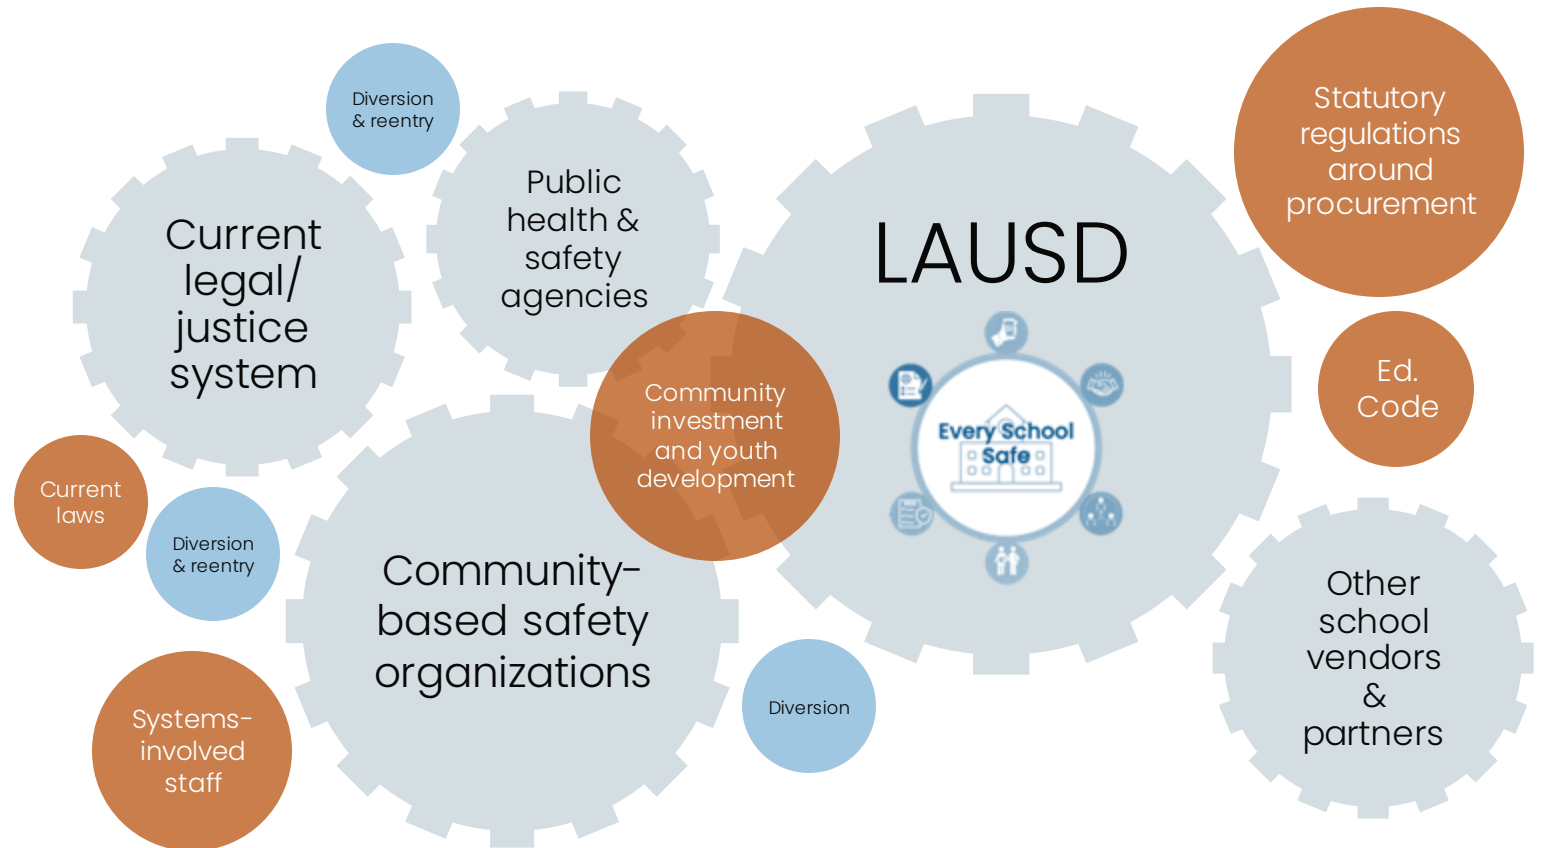 Diversion
& reentry
Current
legal/
justice
system
Public
health &
safety
agencies
LAUSD
Every School
Safe
Statutory
regulations
around
procurement
Ed.
Code
Community
investment
and youth
development
Current
laws
Diversion
& reentry
Community-
based safety
organizations
Systems-
involved
staff
Diversion
Other
school
vendors
&
partners